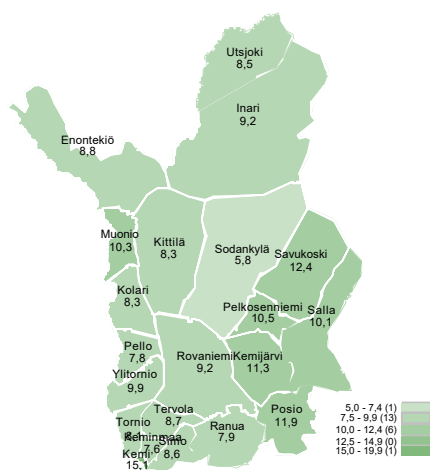 Utsjoki
8,5
Inari
9,2
Enontekiö
8,8
Muonio
10,3
Kittilä
8,3
Sodankylä
5,8
Savukoski
12,4
Kolari
8,3
Pelkosenniemi
10,5
Salla
10,1
Pello
7,8
Rovaniemi
9,2
Kemijärvi
11,3
Ylitornio
9,9
Tervola
8,7
Posio
11,9
Tornio
Ranua
7,9
Keminmaa
7,6
Simo
8,6
Kemi
15,1
5,0 - 7,4 (1)
7,5 - 9,9 (13)
10,0 - 12,4 (6)
12,5 - 14,9 (0)
15,0 - 19,9 (1)